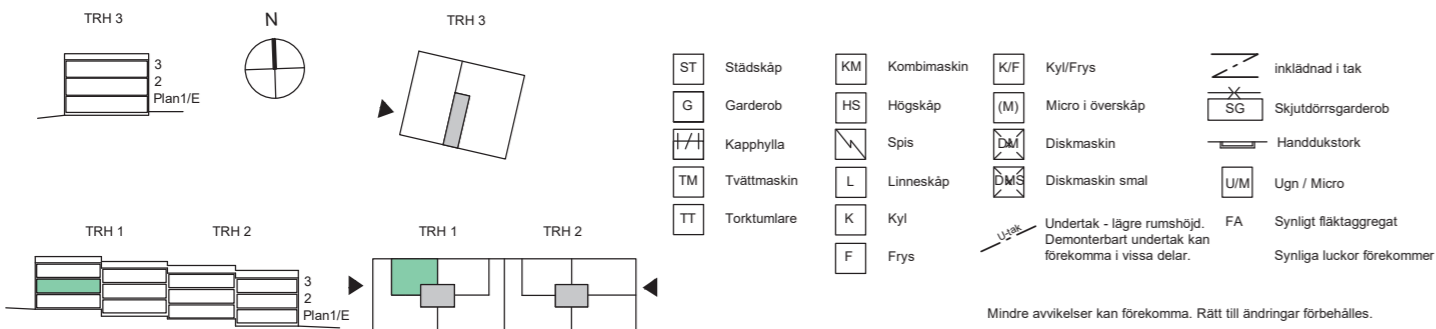 TRH 3
3
2
Plan1/E
N
TRH 3
TRH 1
TRH 2
3
2
Plan1/E
TRH 1
TRH 2
ST Städskåp
G Garderob
Kapphylla
TM Tvättmaskin
TT Torktumlare
KM Kombimaskin
HS Högskåp
Spis
L Linneskåp
K Kyl
F Frys
K/F Kyl/Frys
(M) Micro i överskåp
DM Diskmaskin
DMS Diskmaskin smal
U-tak Undertak - lägre rumshöjd.
Demonterbart undertak kan
förekomma i vissa delar.
inklädnad i tak
SG Skjutdörrsgarderob
Handdukstork
U/M Ugn / Micro
FA Synligt fläktaggregat
Synliga luckor förekommer
Mindre avvikelser kan förekomma. Rätt till ändringar förbehålles.